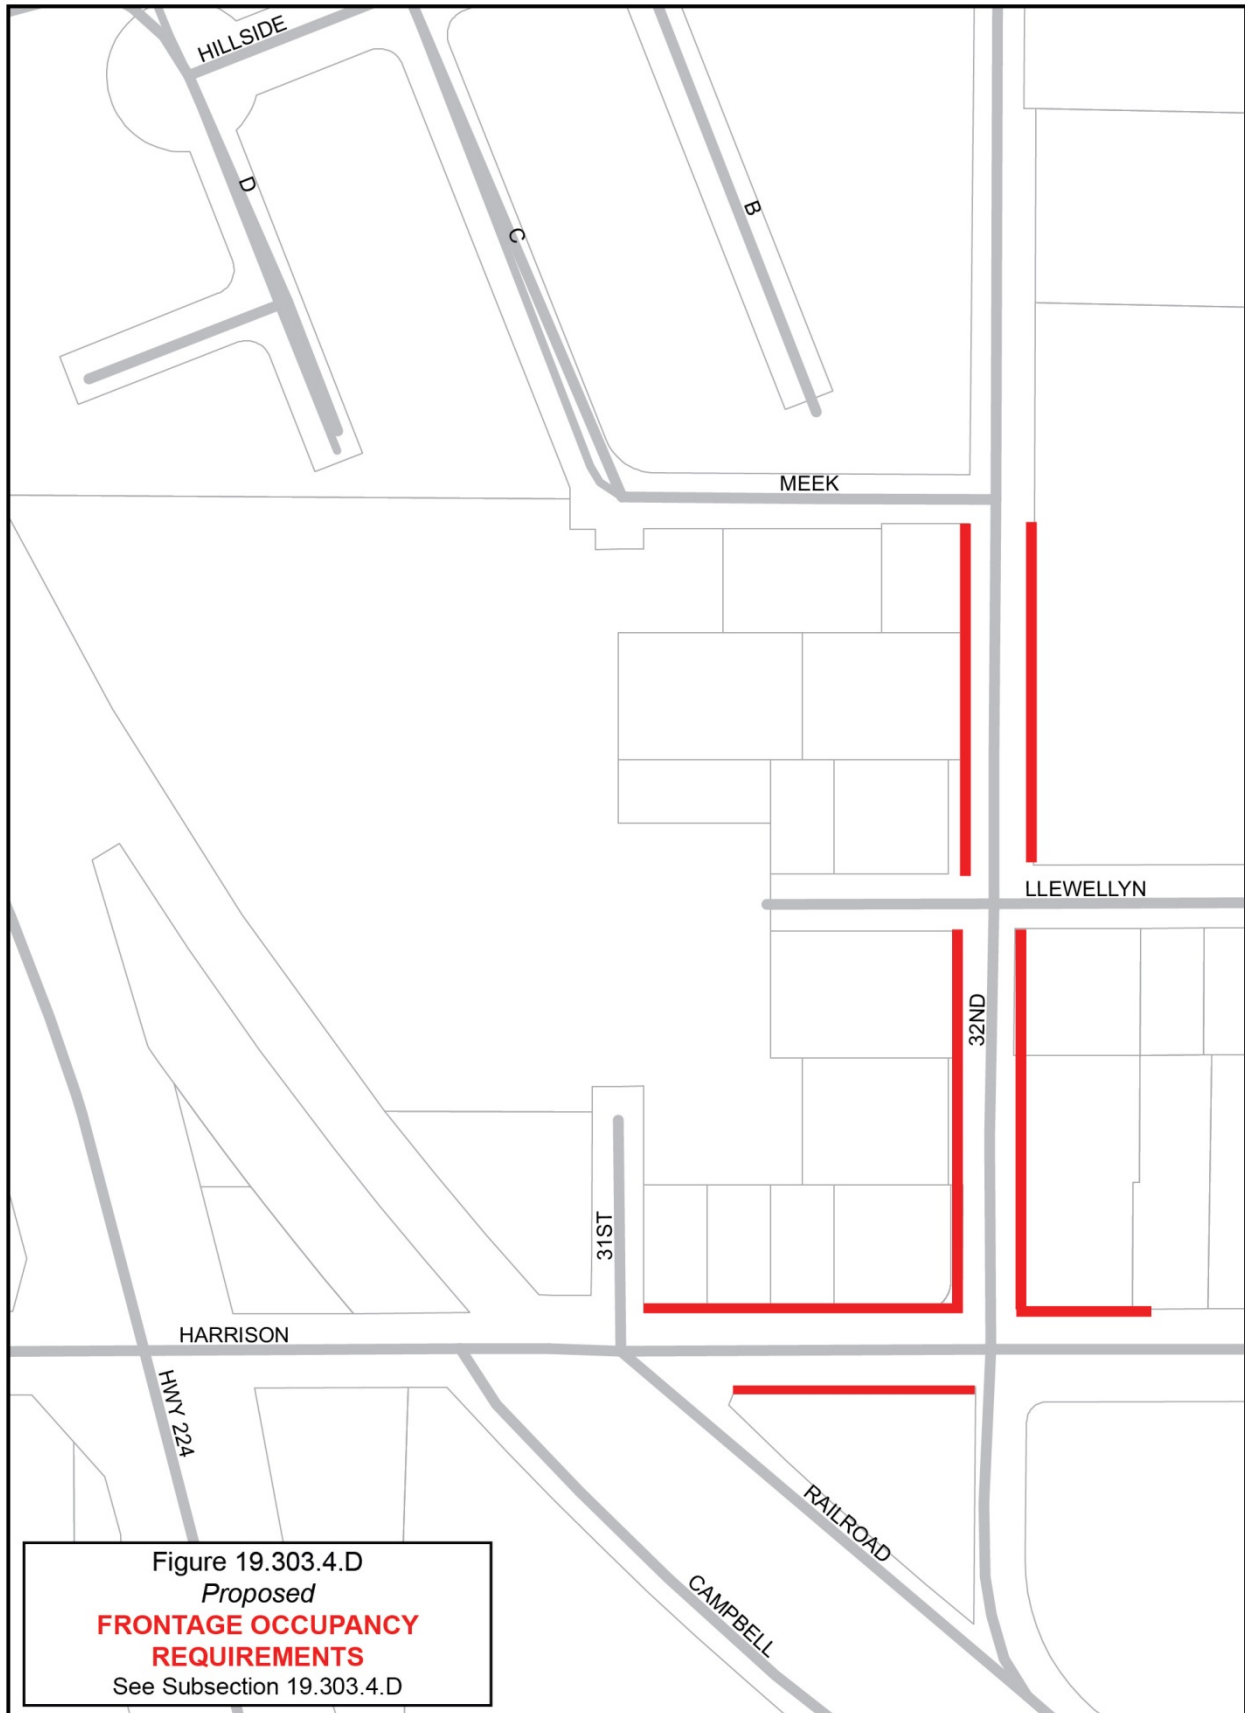 HILLSIDE
D
C
B
MEEK
LLEWELLYN
32ND
31ST
HARRISON
HWY 224
RAILROAD
CAMPBELL
Figure 19.303.4.D
Proposed
FRONTAGE OCCUPANCY
REQUIREMENTS
See Subsection 19.303.4.D